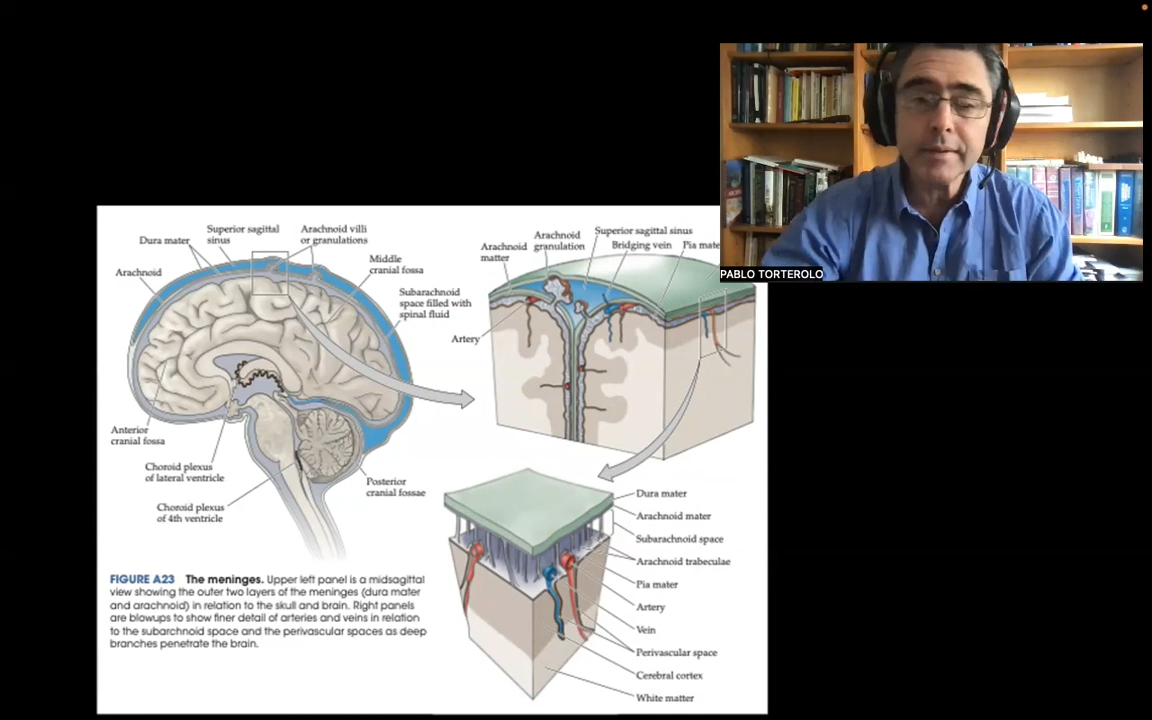 PABLO TORTEROLO
Superior sagittal
sinus
Arachnoid villi
or granulations
Dura mater
Arachnoid
Middle
cranial fossa
Subarachnoid
space filled with
spinal fluid
Anterior
cranial fossa
Choroid plexus
of lateral ventricle
Choroid plexus
of 4th ventricle
Posterior
cranial fossae
Arachnoid
matter
Arachnoid
granulation
Superior sagittal sinus
Bridging vein
Pia mate
Artery
Dura mater
Arachnoid mater
Subarachnoid space
Arachnoid trabeculae
Pia mater
Artery
Vein
Perivascular space
Cerebral cortex
White matter
FIGURE A23 The meninges. Upper left panel is a midsagittal
view showing the outer two layers of the meninges (dura mater
and arachnoid) in relation to the skull and brain. Right panels
are blowups to show finer detail of arteries and veins in relation
to the subarchnoid space and the perivascular spaces as deep
branches penetrate the brain.